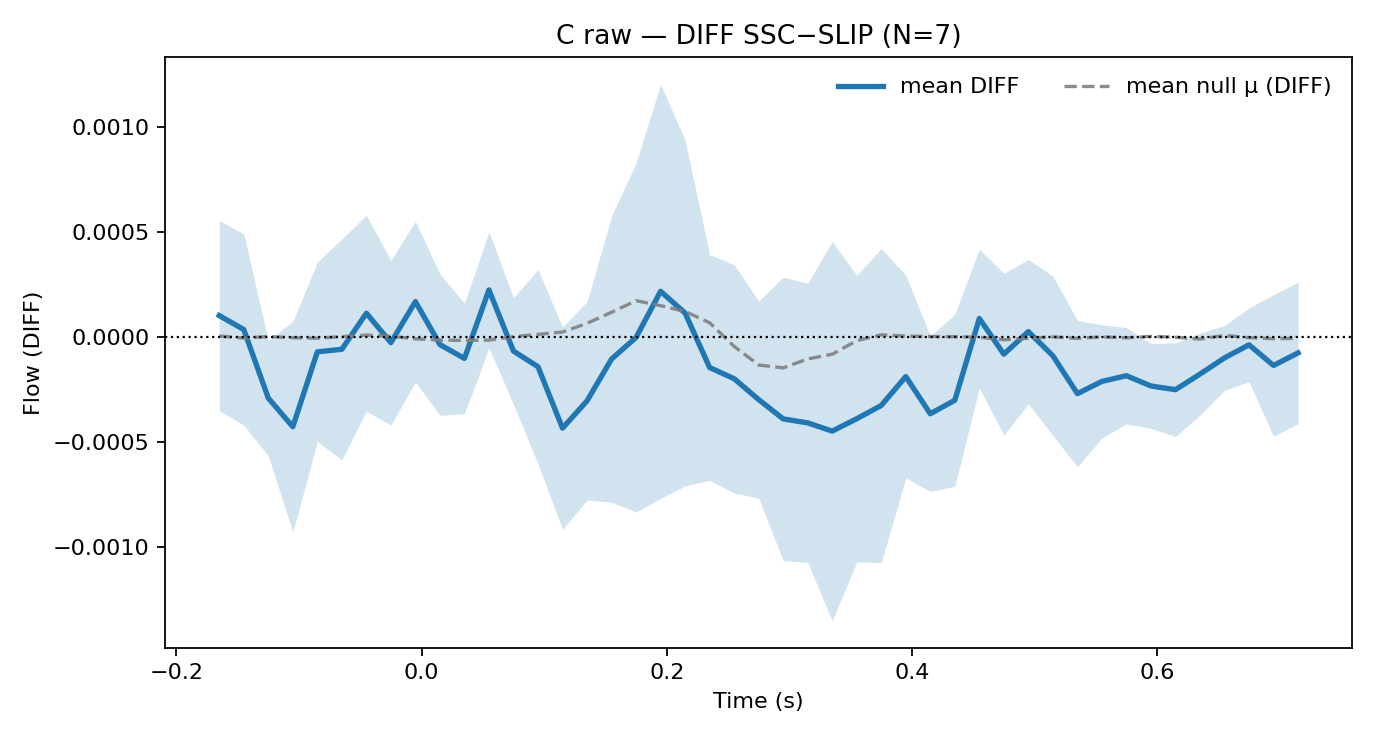 C raw — DIFF SSC−SLIP (N=7)
mean DIFF
mean null μ (DIFF)
0.0010
0.0005
0.0000
−0.0005
−0.0010
Flow (DIFF)
−0.2
0.0
0.2
0.4
0.6
Time (s)